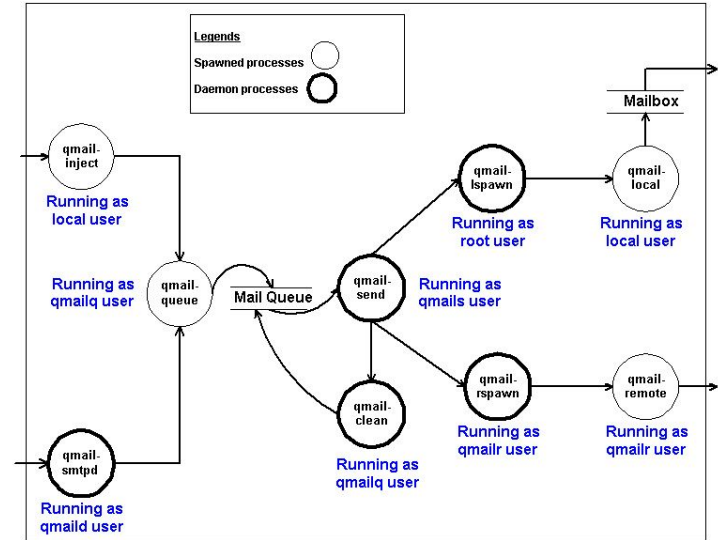 Legends
Spawned processes
Daemon processes
Mailbox
qmail-
inject
Running as
local user
qmail-
lspawn
Running as
root user
qmail-
local
Running as
local user
Running as
qmailq user
qmail-
queue
Mail Queue
qmail-
send
Running as
qmails user
qmail-
clean
Running as
qmailq user
qmail-
rspawn
Running as
qmailr user
qmail-
remote
Running as
qmailr user
qmail-
smtpd
Running as
qmaild user